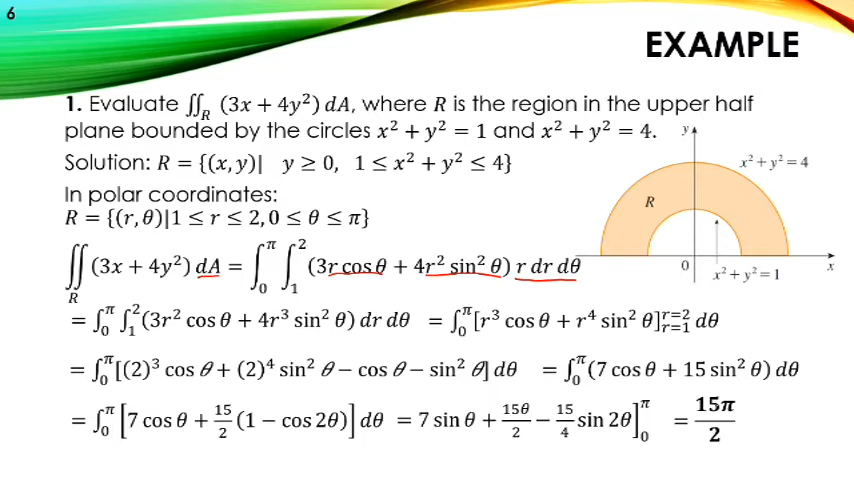 6
EXAMPLE
1. Evaluate ∬_R (3x + 4y²) dA, where R is the region in the upper half
plane bounded by the circles x² + y² = 1 and x² + y² = 4.
Solution: R = {(x, y)| y ≥ 0, 1 ≤ x² + y² ≤ 4}
In polar coordinates:
R = {(r, θ)|1 ≤ r ≤ 2, 0 ≤ θ ≤ π}
y
x² + y² = 4
R
0
x² + y² = 1
x
∬_R (3x + 4y²) dA = ∫_0^π ∫_1^2 (3r cos θ + 4r² sin² θ) r dr dθ
= ∫_0^π ∫_1^2 (3r² cos θ + 4r³ sin² θ) dr dθ = ∫_0^π [r³ cos θ + r⁴ sin² θ]_{r=1}^{r=2} dθ
= ∫_0^π [(2)³ cos θ + (2)⁴ sin² θ − cos θ − sin² θ] dθ = ∫_0^π (7 cos θ + 15 sin² θ) dθ
= ∫_0^π [7 cos θ + 15/2 (1 − cos 2θ)] dθ = 7 sin θ + 15θ/2 − 15/4 sin 2θ]_0^π = 15π/2